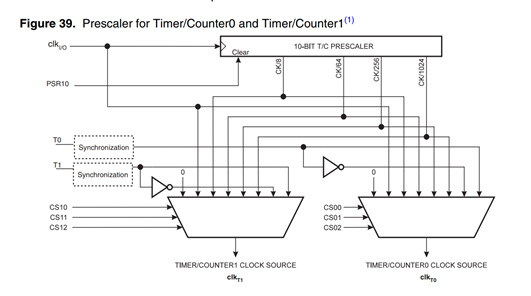 Figure 39. Prescaler for Timer/Counter0 and Timer/Counter1(1)
clkI/O
10-BIT T/C PRESCALER
Clear
CK/8
CK/64
CK/256
CK/1024
PSR10
T0
Synchronization
T1
Synchronization
0
0
CS10
CS11
CS12
CS00
CS01
CS02
TIMER/COUNTER1 CLOCK SOURCE
clkT1
TIMER/COUNTER0 CLOCK SOURCE
clkT0